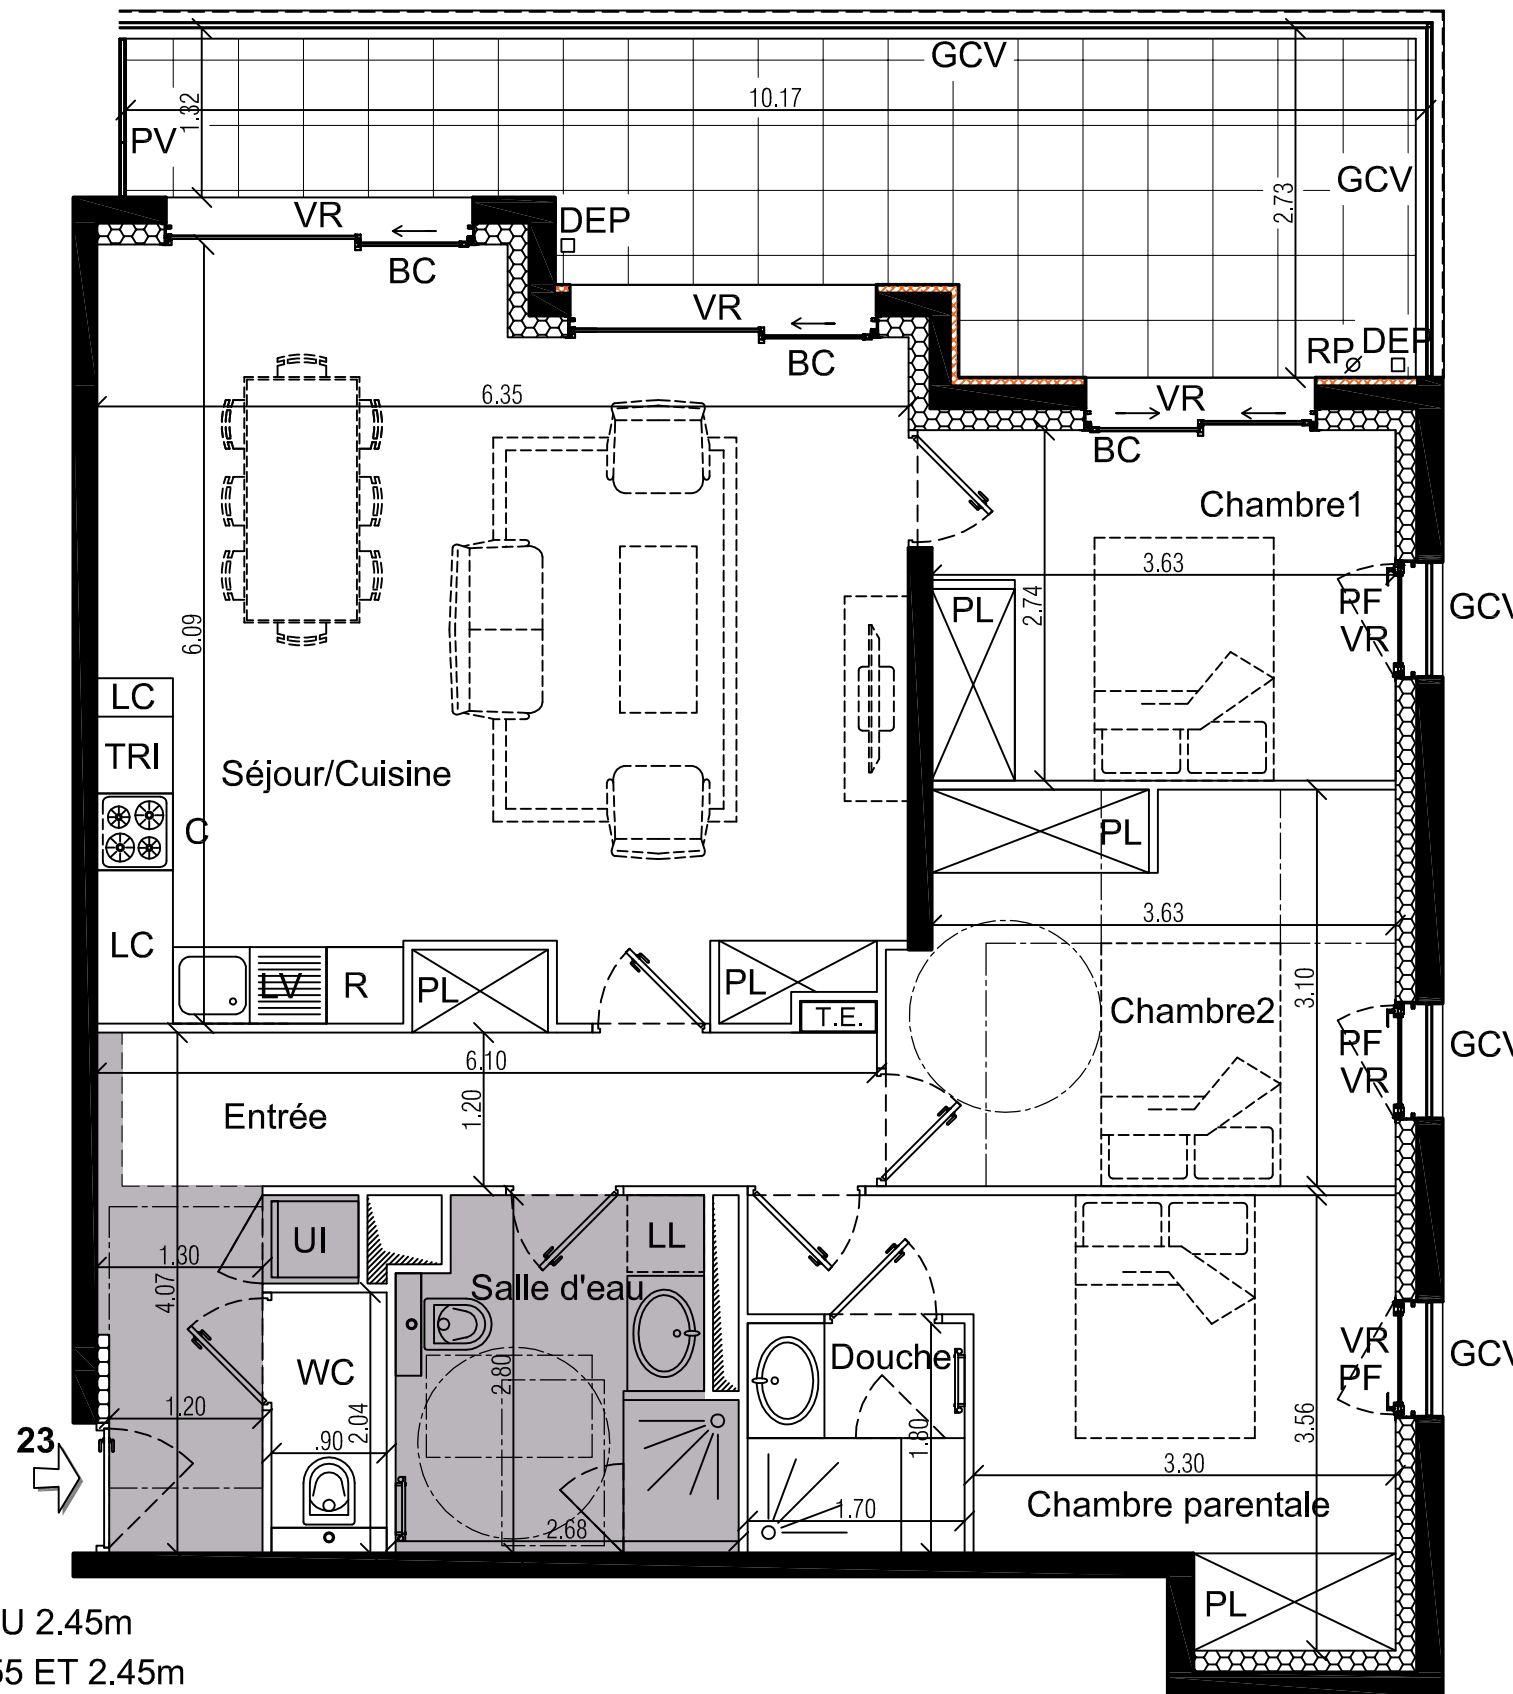 GCV
10.17
1.32
PV
GCV
2.73
VR
DEP
BC
VR
BC
RP
DEP
VR
BC
6.35
Chambre1
3.63
PL
2.74
PF
VR
GCV
6.09
LC
TRI
Séjour/Cuisine
C
PL
3.63
LC
LV
R
PL
PL
T.E.
Chambre2
3.10
PF
VR
GCV
6.10
1.20
Entrée
UI
LL
1.30
4.07
Salle d'eau
WC
2.80
Douche
VR
PF
GCV
1.20
2.04
.90
1.80
3.56
23
3.30
Chambre parentale
2.68
1.70
PL
U 2.45m
55 ET 2.45m